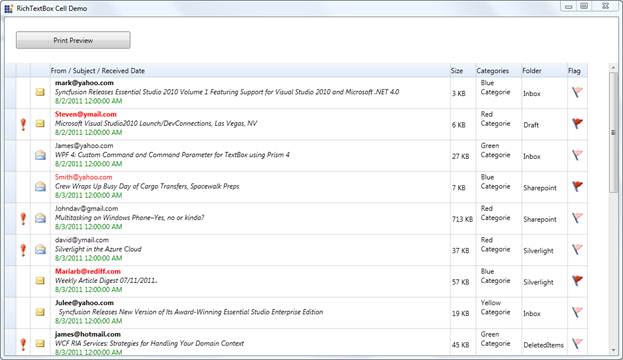 RichTextBox Cell Demo
Print Preview
From / Subject / Received Date Size Categories Folder Flag
mark@yahoo.com
Syncfusion Releases Essential Studio 2010 Volume 1 Featuring Support for Visual Studio 2010 and Microsoft .NET 4.0
8/2/2011 12:00:00 AM
3 KB
Blue
Categorie
Inbox
Steven@ymail.com
Microsoft Visual Studio2010 Launch/DevConnections, Las Vegas, NV
8/2/2011 12:00:00 AM
6 KB
Red
Categorie
Draft
James@yahoo.com
WPF 4: Custom Command and Command Parameter for TextBox using Prism 4
8/2/2011 12:00:00 AM
27 KB
Green
Categorie
Inbox
Smith@yahoo.com
Crew Wraps Up Busy Day of Cargo Transfers, Spacewalk Preps
8/3/2011 12:00:00 AM
7 KB
Blue
Categorie
Sharepoint
Johndav@gmail.com
Multitasking on Windows Phone–Yes, no or kinda?
8/3/2011 12:00:00 AM
713 KB
Red
Categorie
Sharepoint
david@ymail.com
Silverlight in the Azure Cloud
8/3/2011 12:00:00 AM
37 KB
Red
Categorie
Silverlight
Mariarb@rediff.com
Weekly Article Digest 07/11/2011..
8/3/2011 12:00:00 AM
57 KB
Blue
Categorie
Silverlight
Julee@yahoo.com
Syncfusion Releases New Version of Its Award-Winning Essential Studio Enterprise Edition
8/3/2011 12:00:00 AM
19 KB
Yellow
Categorie
Inbox
james@hotmail.com
WCF RIA Services: Strategies for Handling Your Domain Context
8/3/2011 12:00:00 AM
45 KB
Green
Categorie
DeletedItems